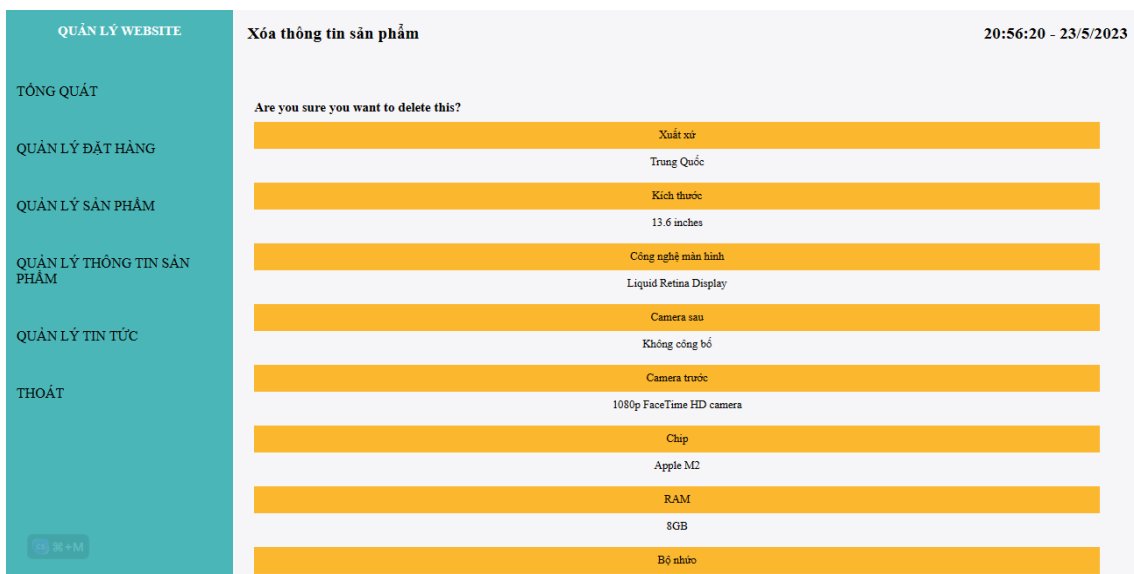 QUẢN LÝ WEBSITE
TỔNG QUÁT
QUẢN LÝ ĐẶT HÀNG
QUẢN LÝ SẢN PHẨM
QUẢN LÝ THÔNG TIN SẢN
PHẨM
QUẢN LÝ TIN TỨC
THOÁT
⌘+M
Xóa thông tin sản phẩm
20:56:20 - 23/5/2023
Are you sure you want to delete this?
Xuất xứ
Trung Quốc
Kích thước
13.6 inches
Công nghệ màn hình
Liquid Retina Display
Camera sau
Không công bố
Camera trước
1080p FaceTime HD camera
Chip
Apple M2
RAM
8GB
Bộ nhứo